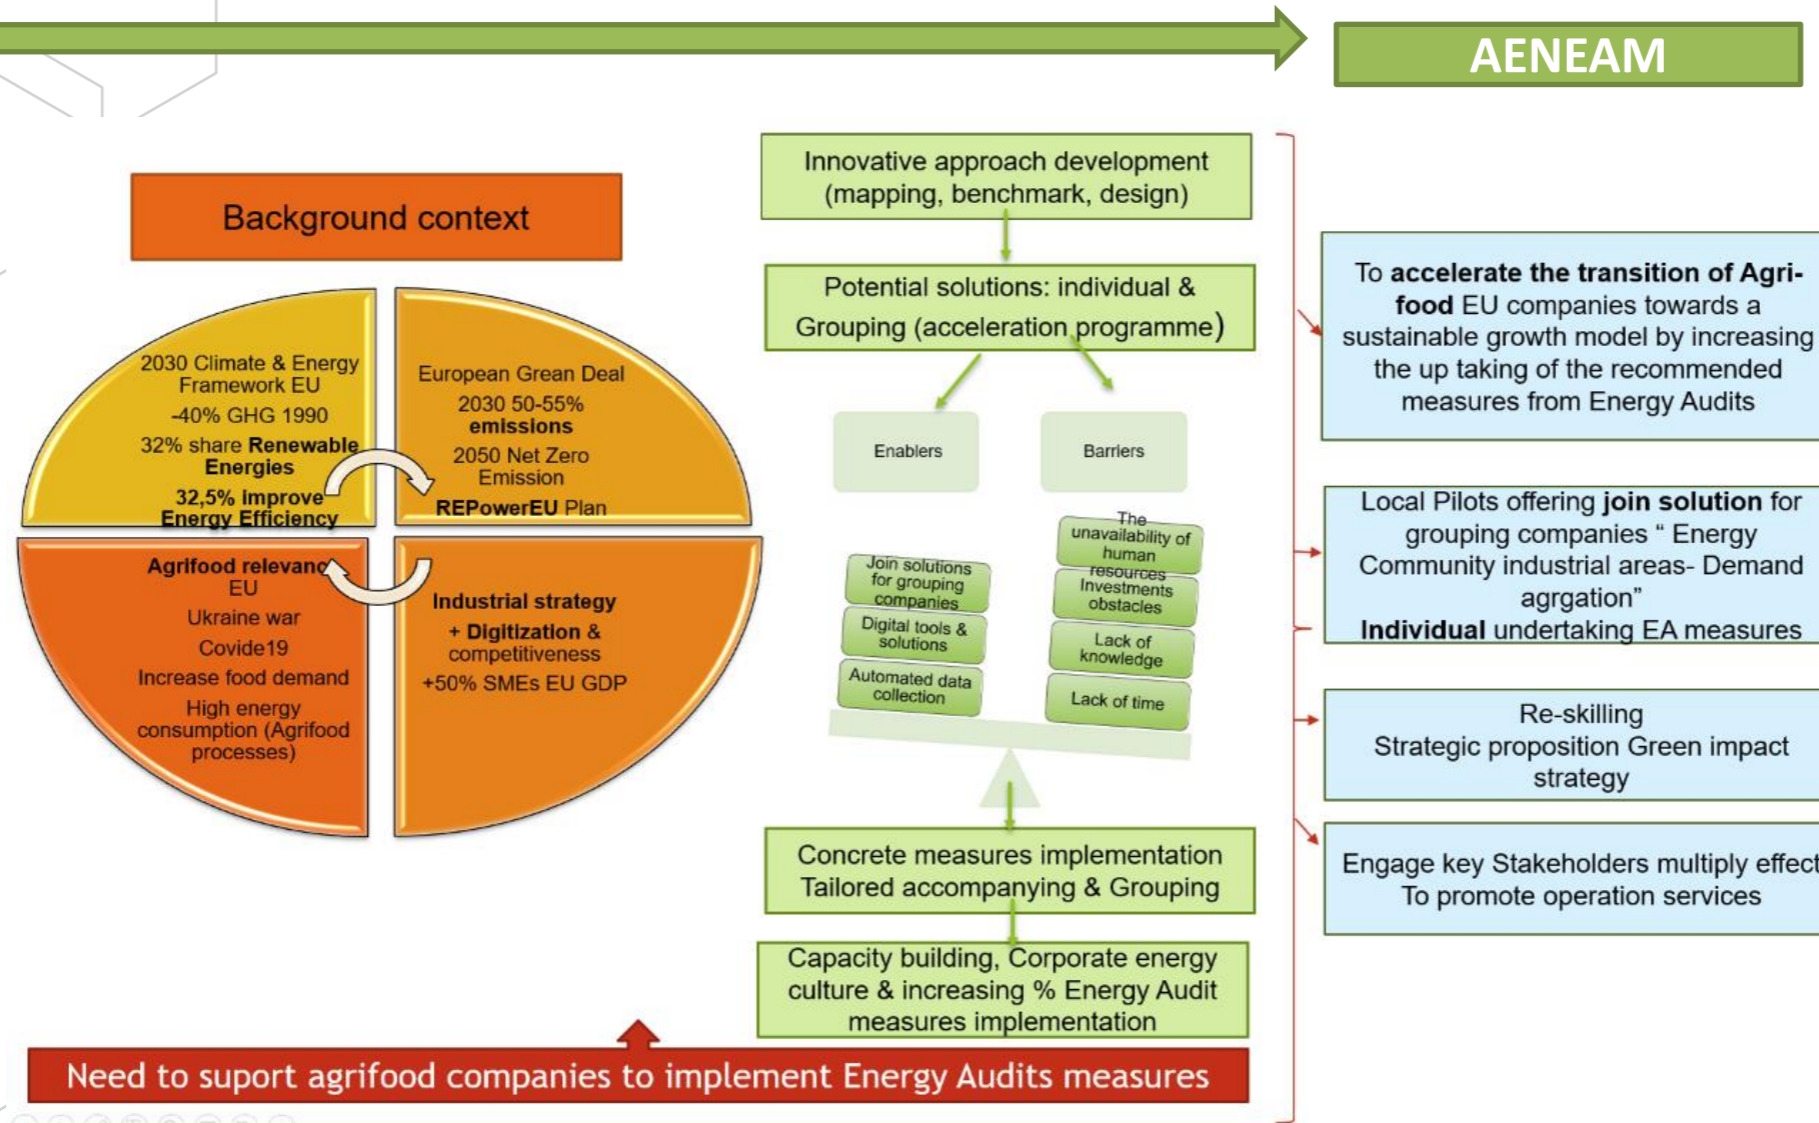 AENEAM
Background context
2030 Climate & Energy
Framework EU
-40% GHG 1990
32% share Renewable
Energies
32,5% improve
Energy Efficiency
European Grean Deal
2030 50-55%
emissions
2050 Net Zero
Emission
REPowerEU Plan
Agrifood relevance
EU
Ukraine war
Covide19
Increase food demand
High energy
consumption (Agrifood
processes)
Industrial strategy
+ Digitization &
competitiveness
+50% SMEs EU GDP
Innovative approach development
(mapping, benchmark, design)
Potential solutions: individual &
Grouping (acceleration programme)
Enablers
Barriers
Join solutions
for grouping
companies
Digital tools &
solutions
Automated data
collection
The
unavailability of
human
resources
Investments
obstacles
Lack of
knowledge
Lack of time
Concrete measures implementation
Tailored accompanying & Grouping
Capacity building, Corporate energy
culture & increasing % Energy Audit
measures implementation
Need to suport agrifood companies to implement Energy Audits measures
To accelerate the transition of Agri-
food EU companies towards a
sustainable growth model by increasing
the up taking of the recommended
measures from Energy Audits
Local Pilots offering join solution for
grouping companies “ Energy
Community industrial areas- Demand
agrgation”
Individual undertaking EA measures
Re-skilling
Strategic proposition Green impact
strategy
Engage key Stakeholders multiply effect
To promote operation services